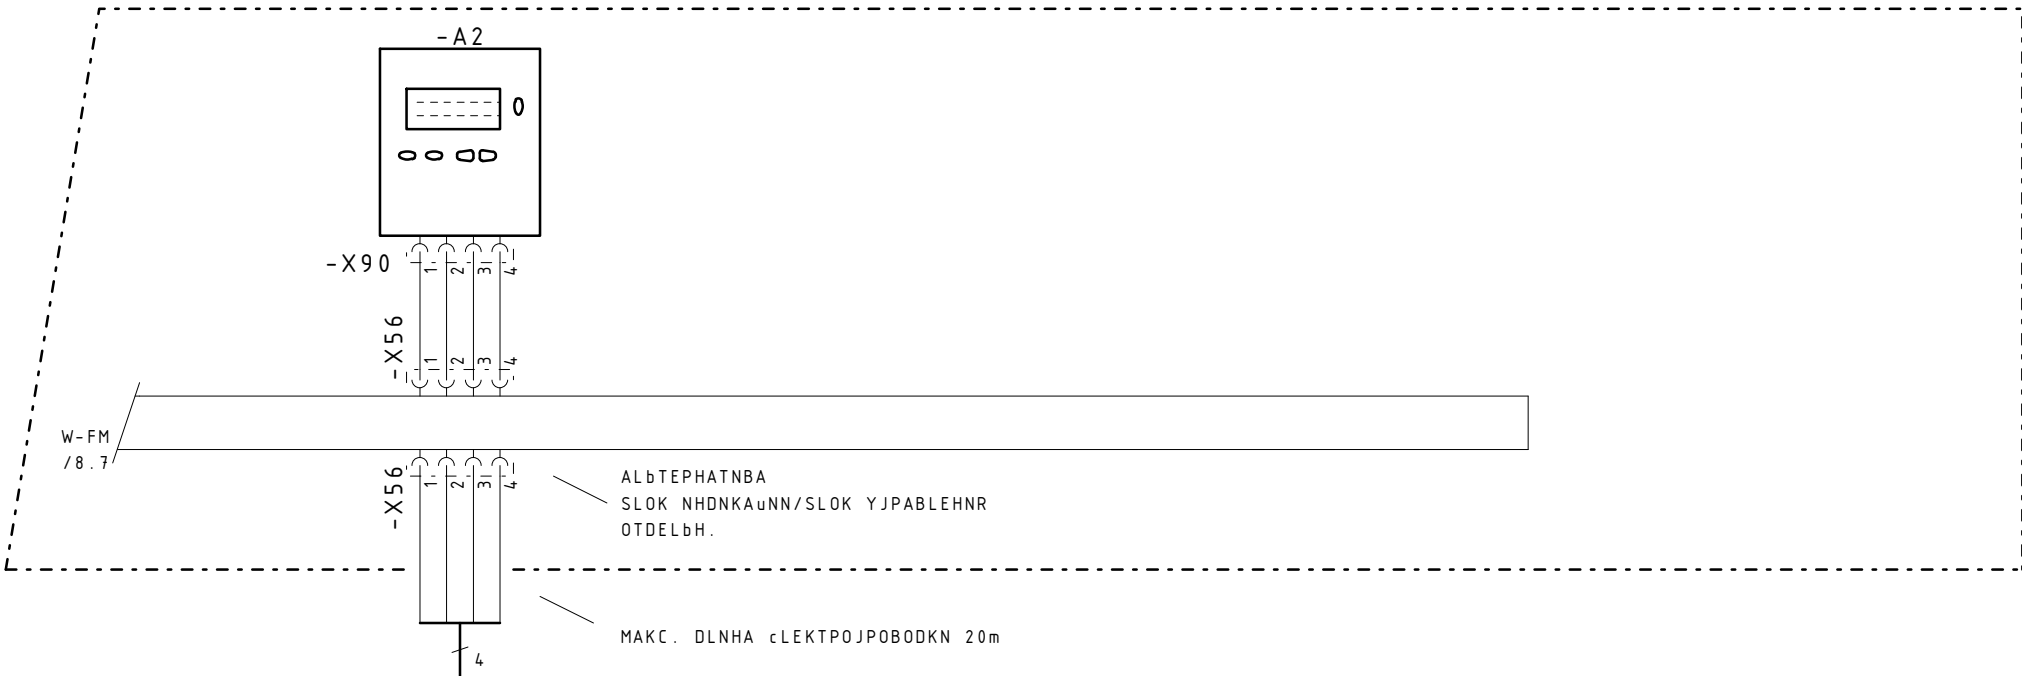 -A2
-X90
1 2 3 4
-X56
1 2 3 4
W-FM
/8.7
-X56
1 2 3 4
ALbTEPHATNBA
SLOK NHDNKAuNN/SLOK YJPABLEHNR
OTDELbH.
MAKC. DLNHA cLEKTPOJPOBODKN 20m
4